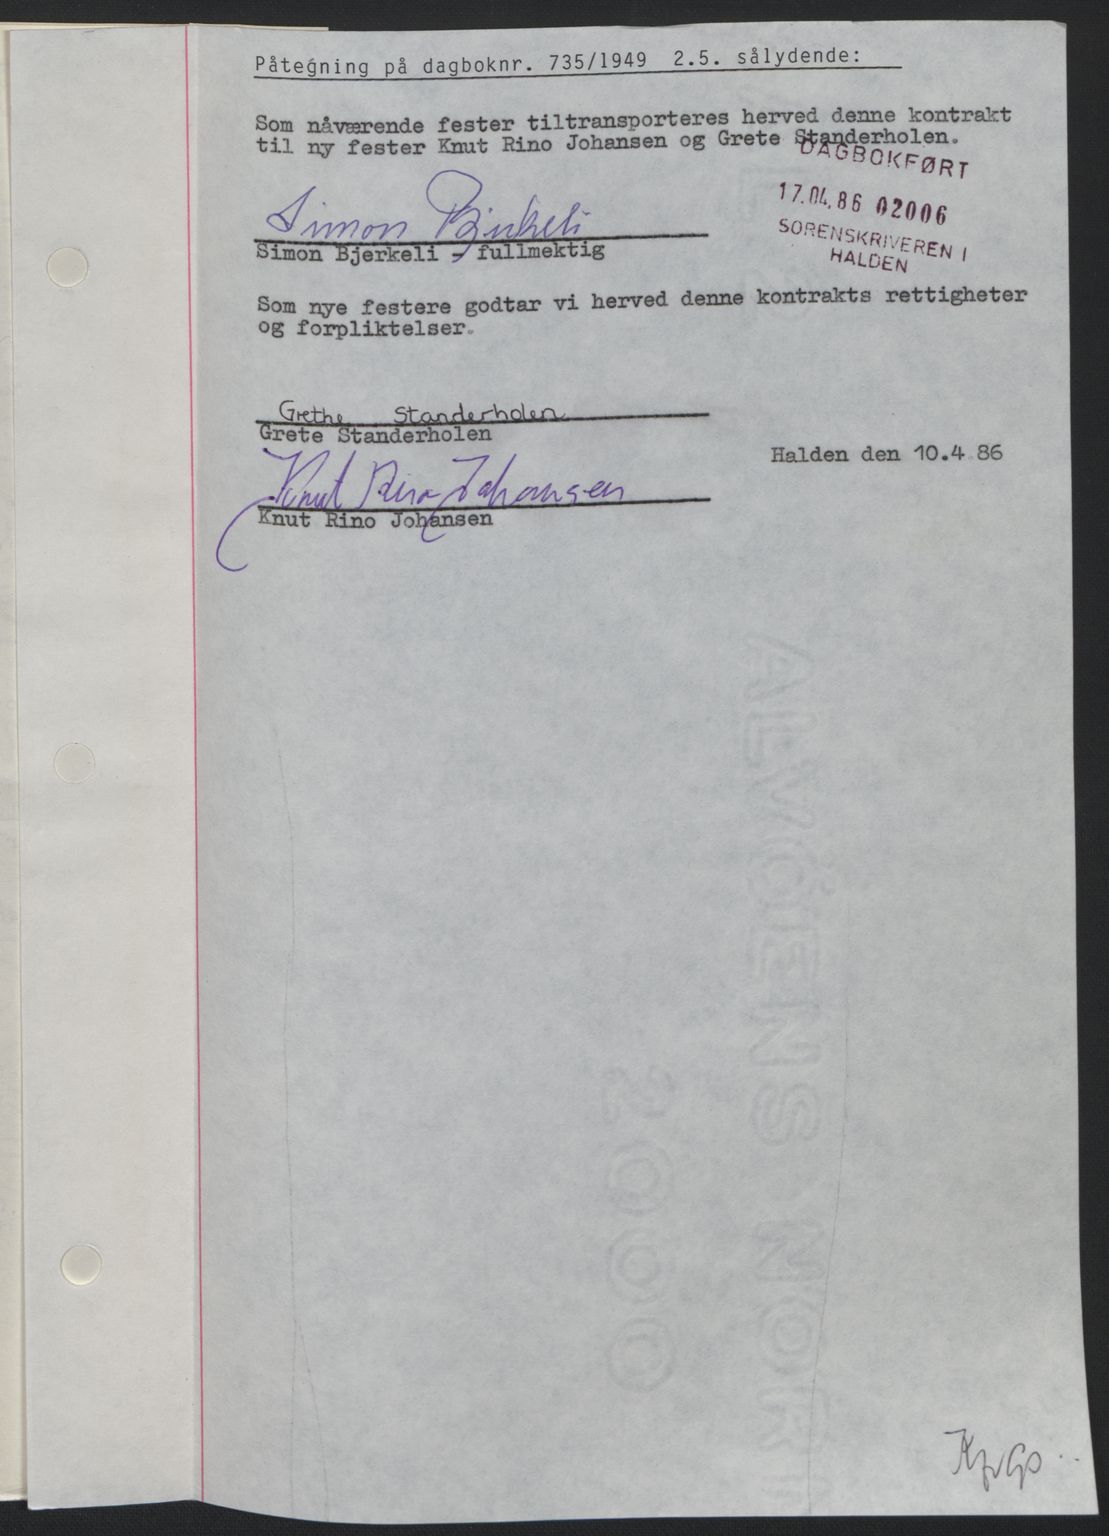 Påtegning på dagboknr. 735/1949 2.5. sålydende:
Som nåværende fester tiltransporteres herved denne kontrakt
til ny fester Knut Rino Johansen og Grete Standerholen.
DAGBOKFØRT
17.04.86 02006
SORENSKRIVEREN I
HALDEN
Simon Bjerkeli
Simon Bjerkeli - fullmektig
Som nye festere godtar vi herved denne kontrakts rettigheter
og forpliktelser.
Grethe Standerholen
Grete Standerholen
Halden den 10.4.86
Knut Rino Johansen
Knut Rino Johansen
ALVØENS NOR
2000